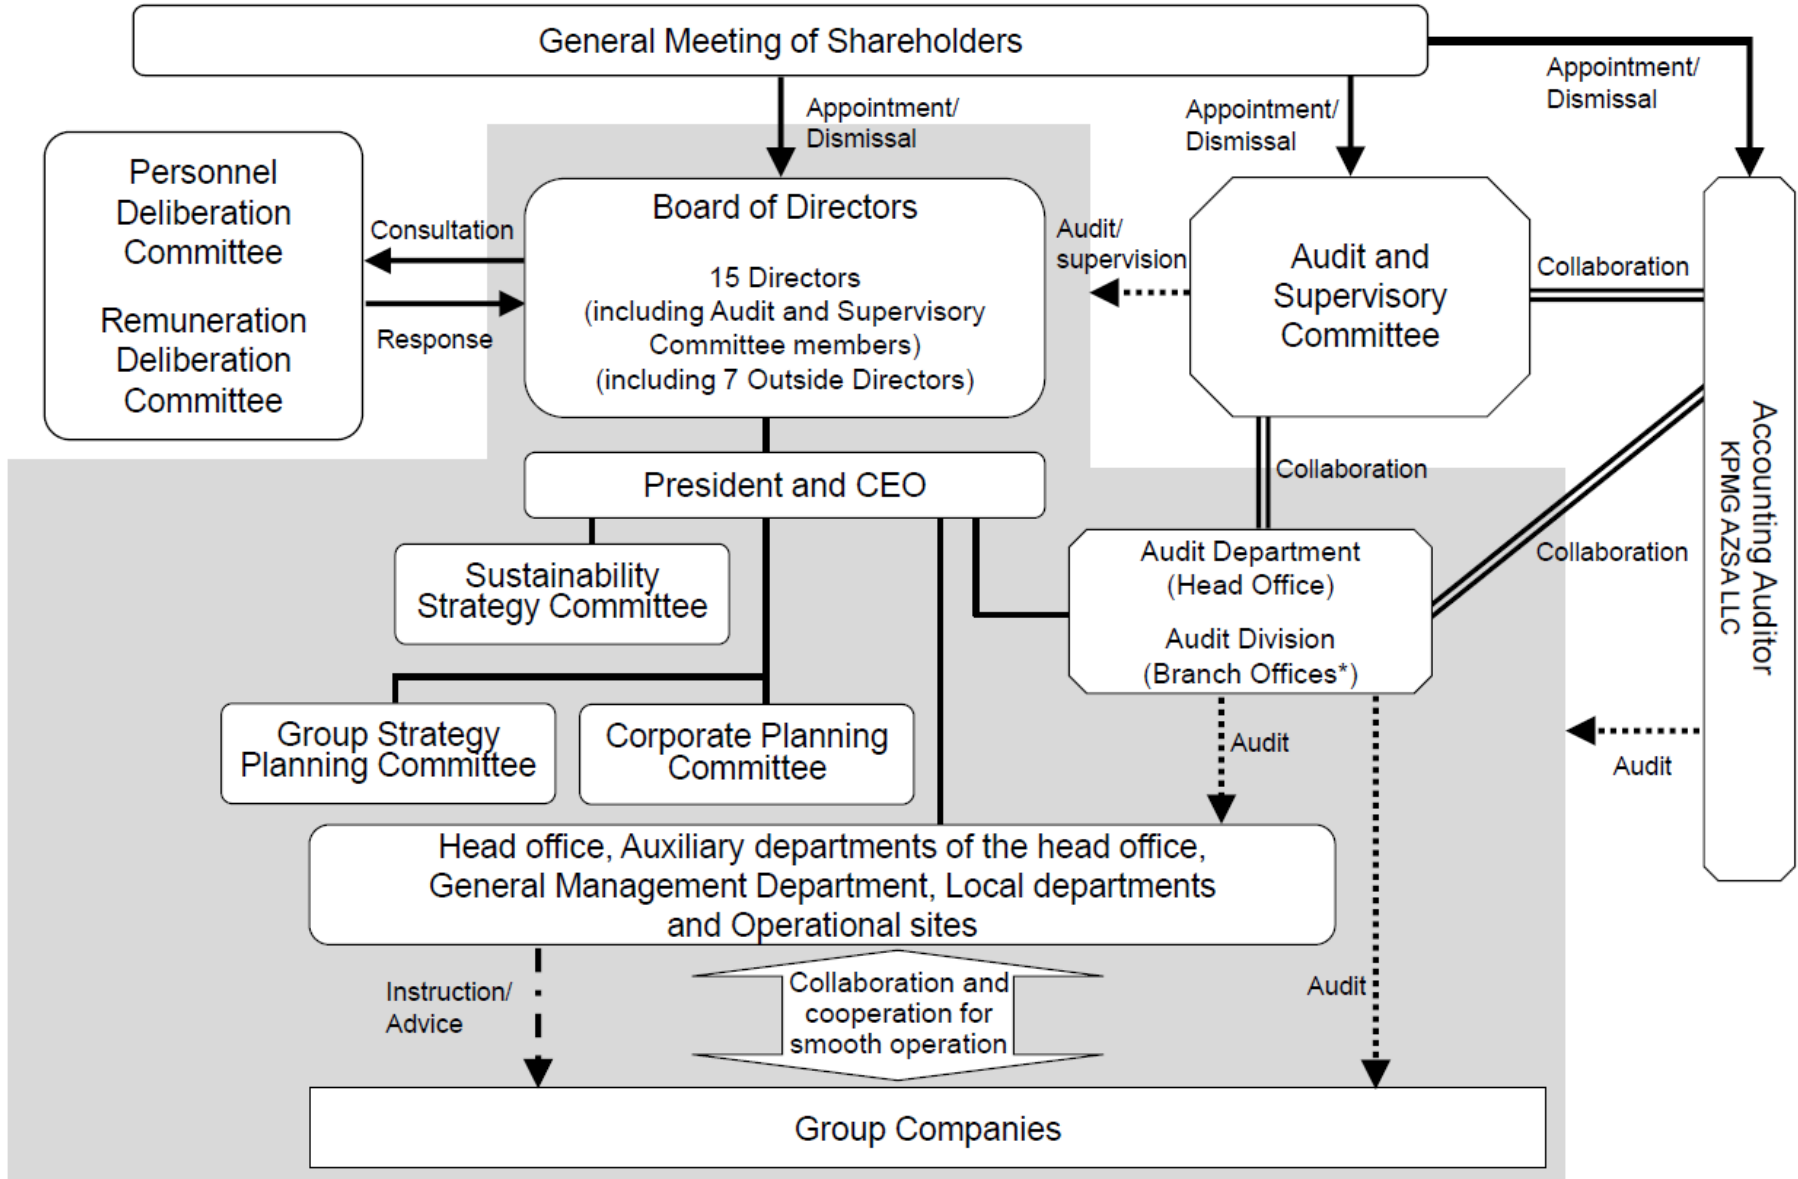 General Meeting of Shareholders
Appointment/
Dismissal
Appointment/
Dismissal
Appointment/
Dismissal
Personnel
Deliberation
Committee
Remuneration
Deliberation
Committee
Consultation
Response
Board of Directors
15 Directors
(including Audit and Supervisory
Committee members)
(including 7 Outside Directors)
Audit/
supervision
Audit and
Supervisory
Committee
Collaboration
Accounting Auditor
KPMG AZSA LLC
President and CEO
Collaboration
Sustainability
Strategy Committee
Audit Department
(Head Office)
Audit Division
(Branch Offices*)
Collaboration
Group Strategy
Planning Committee
Corporate Planning
Committee
Audit
Audit
Head office, Auxiliary departments of the head office,
General Management Department, Local departments
and Operational sites
Instruction/
Advice
Collaboration and
cooperation for
smooth operation
Audit
Group Companies